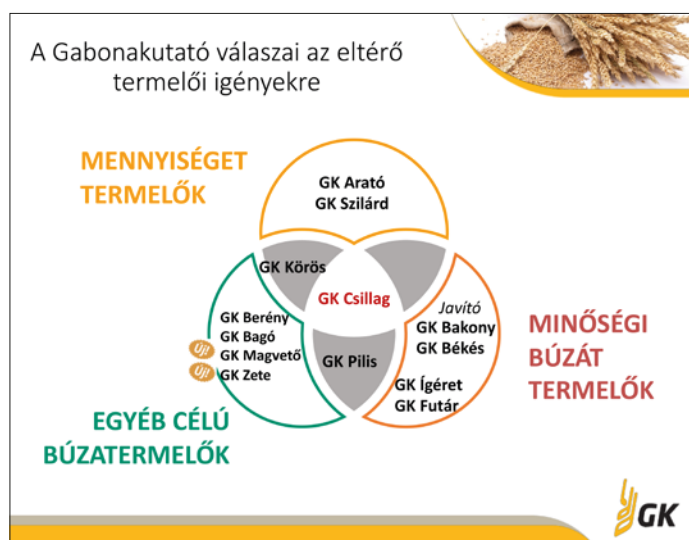 A Gabonakutató válaszai az eltérő
termelői igényekre
MENNYISÉGET
TERMELŐK
GK Arató
GK Szilárd
GK Körös
GK Csillag
GK Berény
GK Bagó
Új! GK Magvető
Új! GK Zete
GK Pilis
Javító
GK Bakony
GK Békés
GK Ígéret
GK Futár
MINŐSÉGI
BÚZÁT
TERMELŐK
EGYÉB CÉLÚ
BÚZATERMELŐK
GK